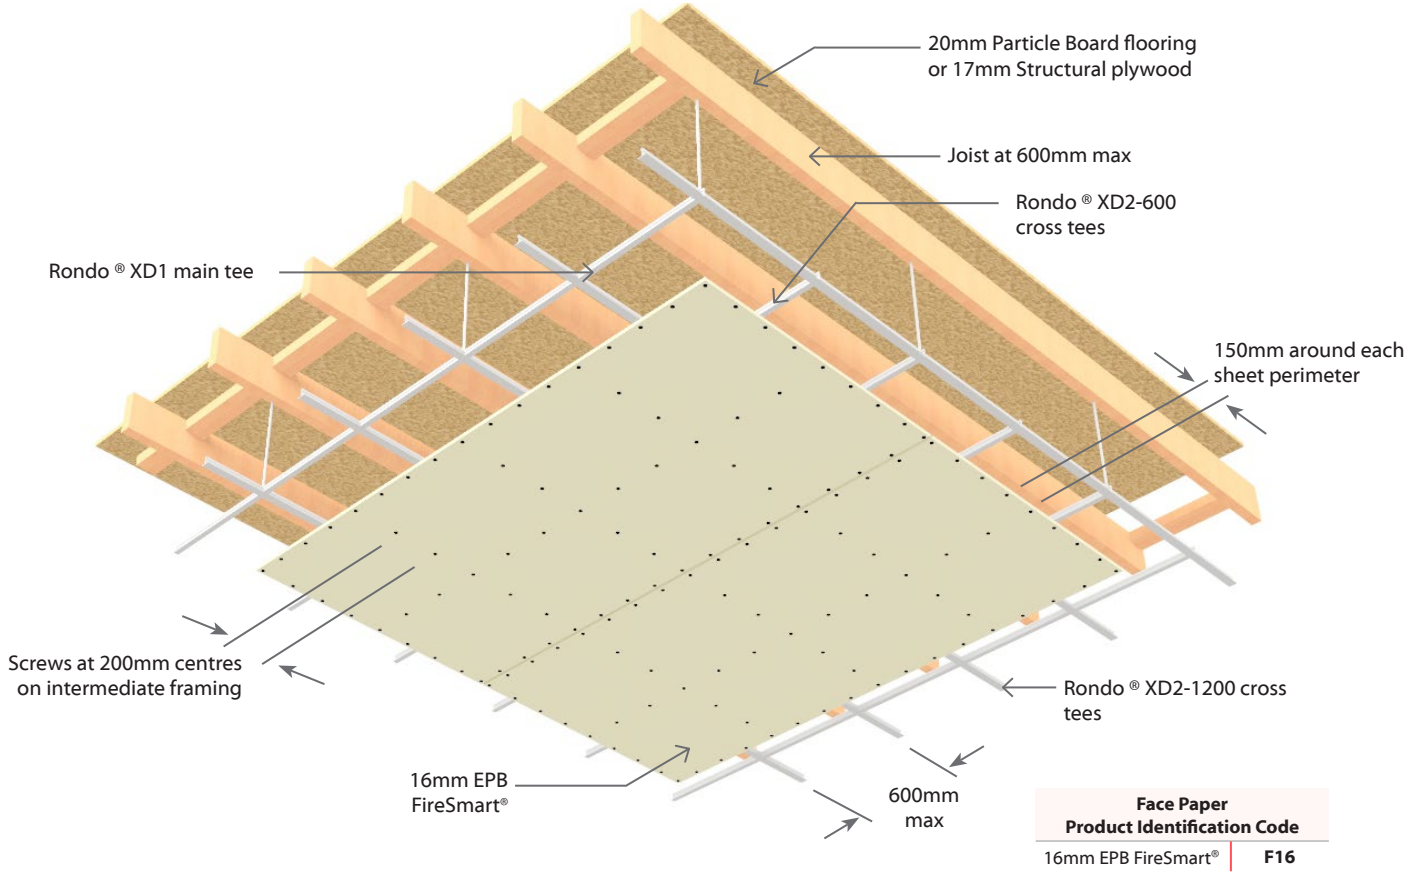 20mm Particle Board flooring
or 17mm Structural plywood
Joist at 600mm max
Rondo ® XD2-600
cross tees
Rondo ® XD1 main tee
150mm around each
sheet perimeter
Screws at 200mm centres
on intermediate framing
Rondo ® XD2-1200 cross
tees
16mm EPB
FireSmart®
600mm
max
Face Paper
Product Identification Code
16mm EPB FireSmart® F16